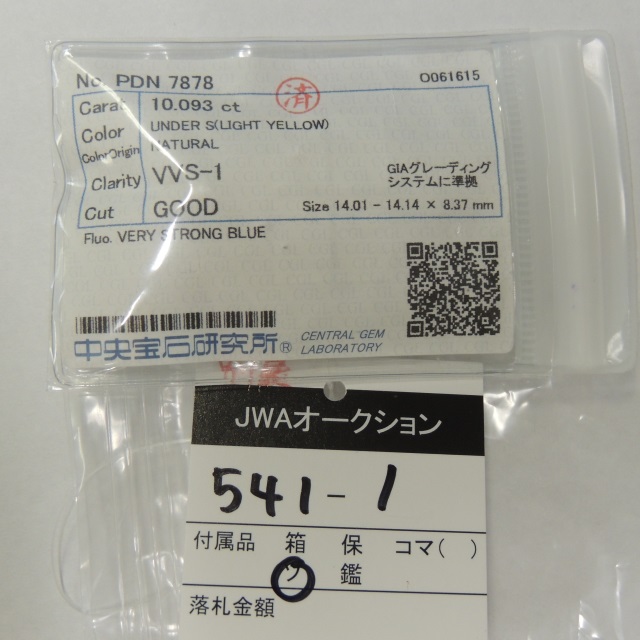 No. PDN 7878
O061615
済
Carat 10.093 ct
Color UNDER S(LIGHT YELLOW)
Color Origin NATURAL
Clarity VVS-1
GIAグレーディング
システムに準拠
Cut GOOD
Size 14.01 - 14.14 × 8.37 mm
Fluo. VERY STRONG BLUE
中央宝石研究所®
CENTRAL GEM
LABORATORY
JWAオークション
541-1
付属品 箱 保 コマ( )
ソ 鑑
落札金額